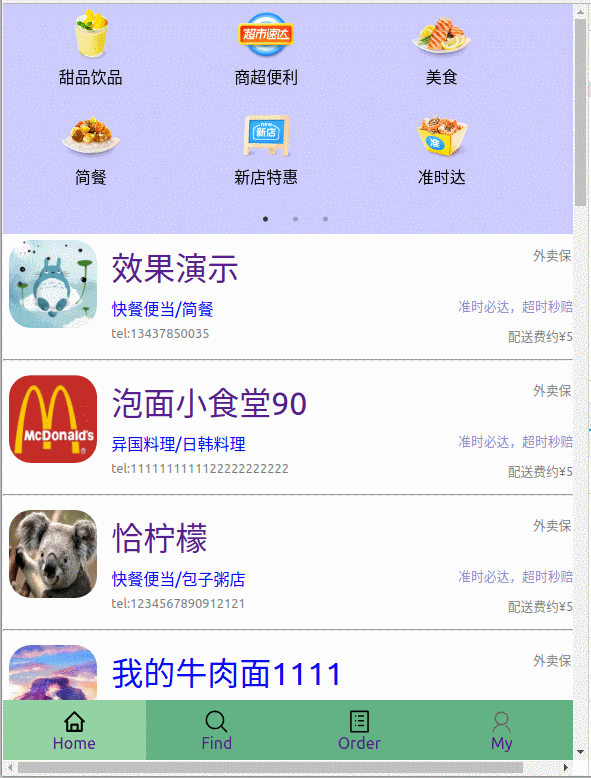 超市速达
甜品饮品
商超便利
美食
NEW
新店
准
简餐
新店特惠
准时达
效果演示
外卖保
快餐便当/简餐
准时必达，超时秒赔
tel:13437850035
配送费约¥5
泡面小食堂90
外卖保
McDonald's
异国料理/日韩料理
准时必达，超时秒赔
tel:1111111111122222222222
配送费约¥5
恰柠檬
外卖保
快餐便当/包子粥店
准时必达，超时秒赔
tel:1234567890912121
配送费约¥5
我的牛肉面1111
外卖保
Home
Find
Order
My